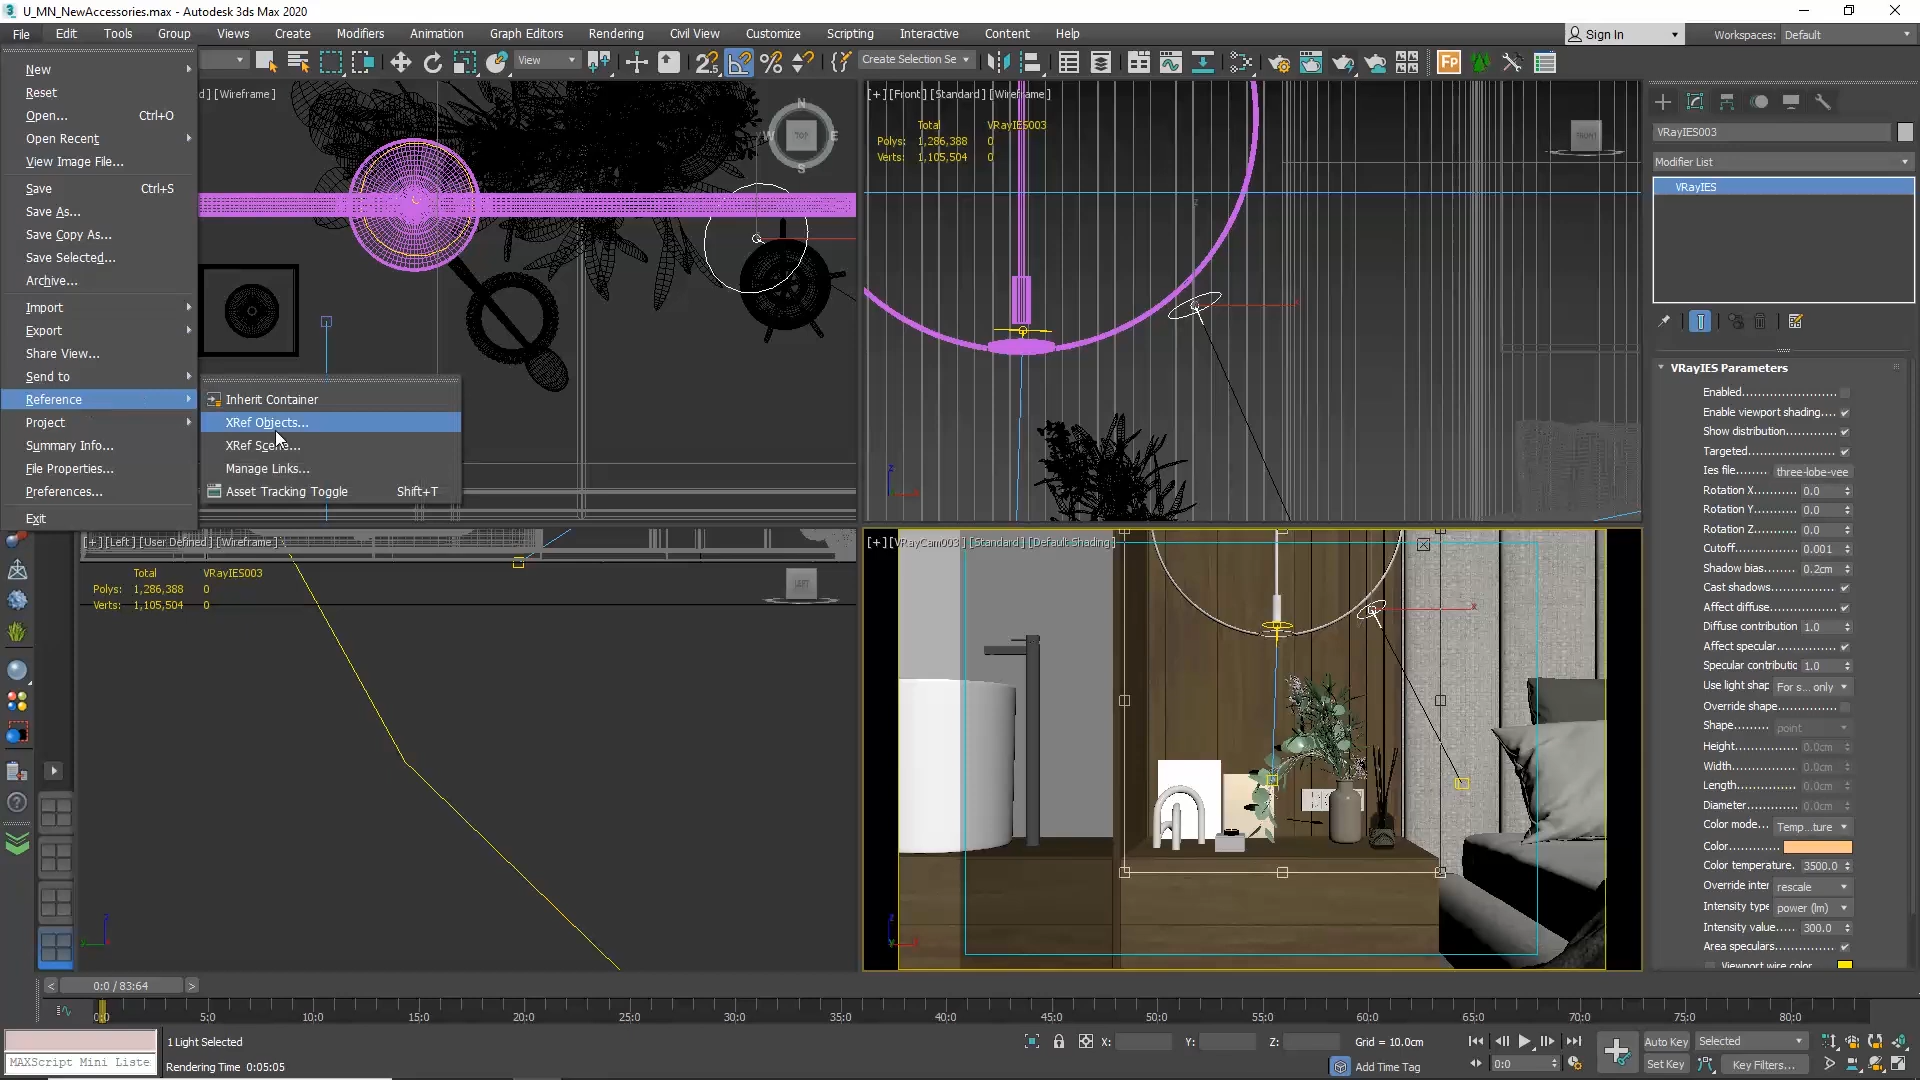 U_MN_NewAccessories.max - Autodesk 3ds Max 2020
File Edit Tools Group Views Create Modifiers Animation Graph Editors Rendering Civil View Customize Scripting Interactive Content Help
Sign In
Workspaces: Default
View
Create Selection Se
New
Reset
Open... Ctrl+O
Open Recent
View Image File...
Save Ctrl+S
Save As...
Save Copy As...
Save Selected...
Archive...
Import
Export
Share View...
Send to
Reference
Project
Summary Info...
File Properties...
Preferences...
Exit
Inherit Container
XRef Objects...
XRef Scene...
Manage Links...
Asset Tracking Toggle Shift+T
d ] [Wireframe ]
N
W TOP E
S
[+] [Front ] [Standard ] [Wireframe ]
Total VRayIES003
Polys: 1,286,388 0
Verts: 1,105,504 0
FRONT
[+] [Left ] [User Defined ] [Wireframe ]
Total VRayIES003
Polys: 1,286,388 0
Verts: 1,105,504 0
LEFT
[+] [VRayCam003 ] [Standard ] [Default Shading ]
VRayIES003
Modifier List
VRayIES
VRayIES Parameters
Enabled
Enable viewport shading
Show distribution
Targeted
Ies file three-lobe-vee
Rotation X 0.0
Rotation Y 0.0
Rotation Z 0.0
Cutoff 0.001
Shadow bias 0.2cm
Cast shadows
Affect diffuse
Diffuse contribution 1.0
Affect specular
Specular contributic 1.0
Use light shap For s... only
Override shape
Shape point
Height 0.0cm
Width 0.0cm
Length 0.0cm
Diameter 0.0cm
Color mode... Temp...ture
Color
Color temperature. 3500.0
Override inter rescale
Intensity type power (lm)
Intensity value 300.0
Area speculars
Viewport wire color
0:0 / 83:64
0:0 5:0 10:0 15:0 20:0 25:0 30:0 35:0 40:0 45:0 50:0 55:0 60:0 65:0 70:0 75:0 80:0
MAXScript Mini Liste
1 Light Selected
Rendering Time 0:05:05
X: Y: Z: Grid = 10.0cm
Add Time Tag
0:0
Auto Key Selected
Set Key Key Filters...